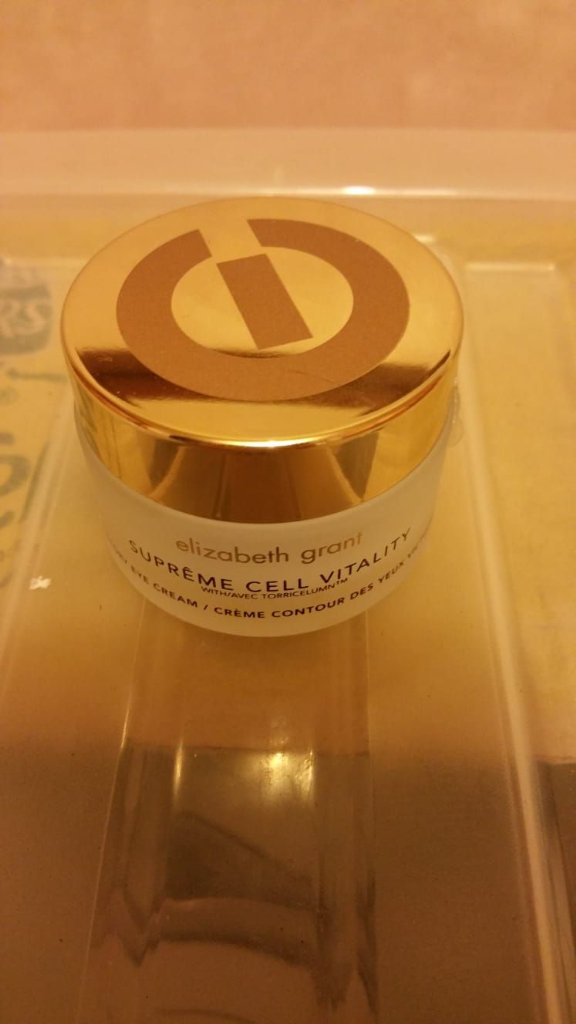 elizabeth grant
SUPRÊME CELL VITALITY
WITH/AVEC TORRICELUMN™
EYE CREAM / CRÈME CONTOUR DES YEUX